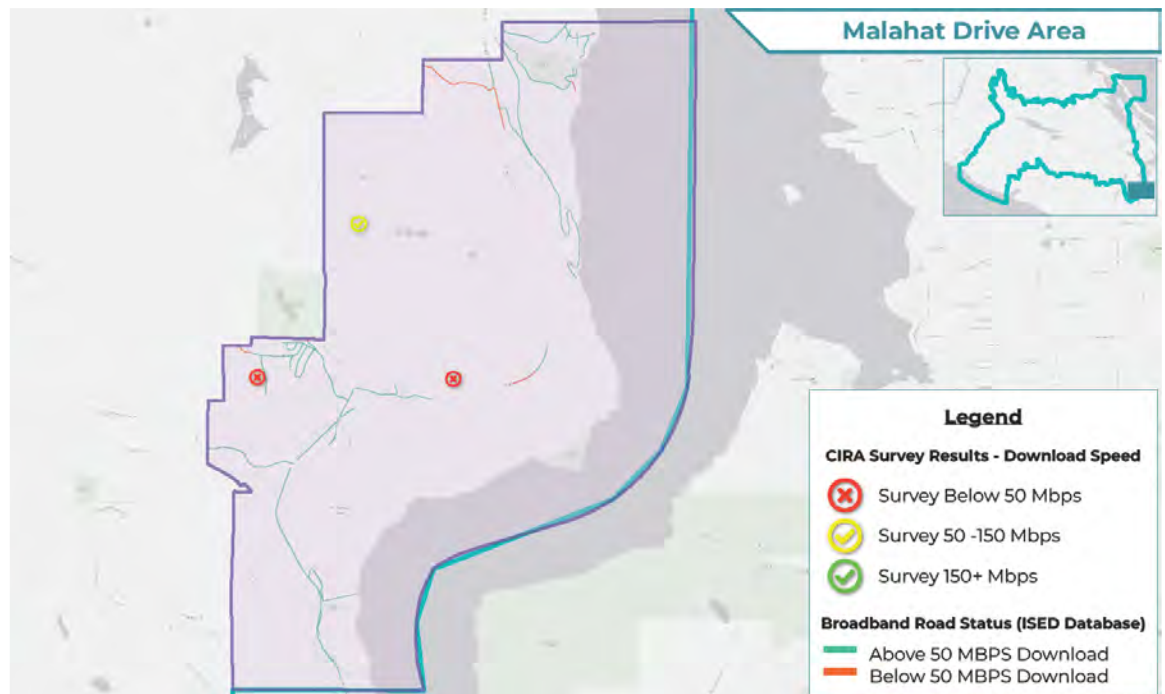 Malahat Drive Area
Legend
CIRA Survey Results - Download Speed
Survey Below 50 Mbps
Survey 50 -150 Mbps
Survey 150+ Mbps
Broadband Road Status (ISED Database)
Above 50 MBPS Download
Below 50 MBPS Download